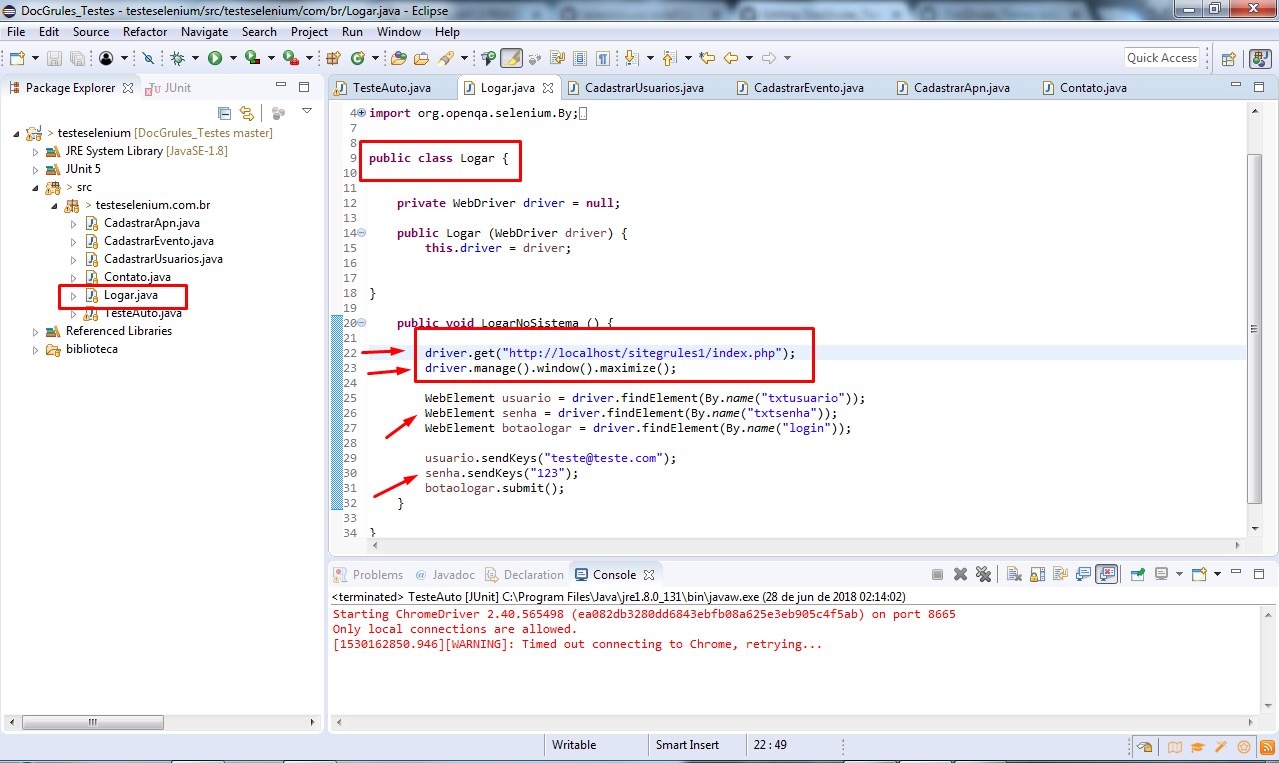 DocGrules_Testes - testeselenium/src/testeselenium/com/br/Logar.java - Eclipse
File Edit Source Refactor Navigate Search Project Run Window Help
Quick Access
Package Explorer JUnit
testeselenium [DocGrules_Testes master]
JRE System Library [JavaSE-1.8]
JUnit 5
src
testeselenium.com.br
CadastrarApn.java
CadastrarEvento.java
CadastrarUsuarios.java
Contato.java
Logar.java
TesteAuto.java
Referenced Libraries
biblioteca
TesteAuto.java Logar.java CadastrarUsuarios.java CadastrarEvento.java CadastrarApn.java Contato.java
4 import org.openqa.selenium.By;
7
8
9 public class Logar {
10
11
12 private WebDriver driver = null;
13
14 public Logar (WebDriver driver) {
15 this.driver = driver;
16
17
18 }
19
20 public void LogarNoSistema () {
21
22 driver.get("http://localhost/sitegrules1/index.php");
23 driver.manage().window().maximize();
24
25 WebElement usuario = driver.findElement(By.name("txtusuario"));
26 WebElement senha = driver.findElement(By.name("txtsenha"));
27 WebElement botaologar = driver.findElement(By.name("login"));
28
29 usuario.sendKeys("teste@teste.com");
30 senha.sendKeys("123");
31 botaologar.submit();
32 }
33
34 }
Problems Javadoc Declaration Console
<terminated> TesteAuto [JUnit] C:\Program Files\Java\jre1.8.0_131\bin\javaw.exe (28 de jun de 2018 02:14:02)
Starting ChromeDriver 2.40.565498 (ea082db3280dd6843ebfb08a625e3eb905c4f5ab) on port 8665
Only local connections are allowed.
[1530162850.946][WARNING]: Timed out connecting to Chrome, retrying...
Writable Smart Insert 22 : 49